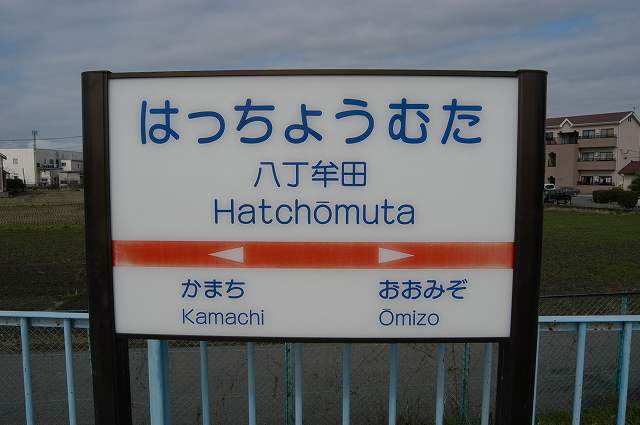 はっちょうむた
八丁牟田
Hatchōmuta
かまち おおみぞ
Kamachi Ōmizo